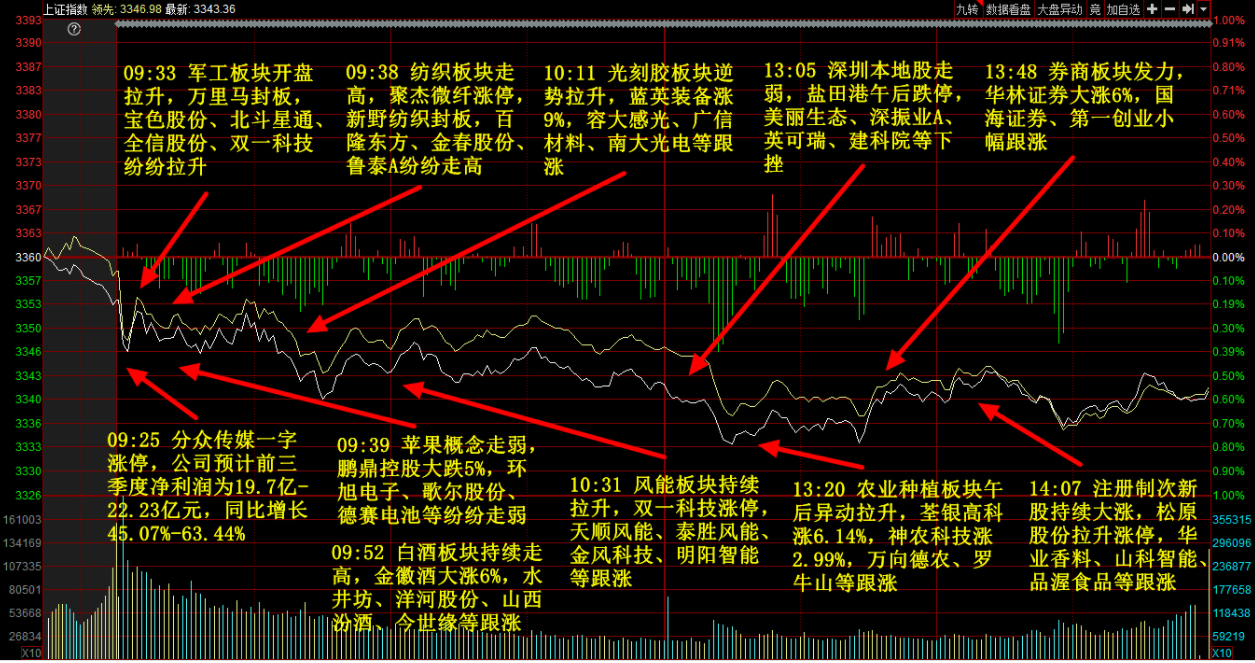 上证指数 领先: 3346.98 最新: 3343.36
九转 数据看盘 大盘异动 竞 加自选
3393
3390
3387
3383
3380
3377
3373
3370
3367
3363
3360
3357
3353
3350
3346
3343
3340
3336
3333
3330
3326
161003
134169
107335
80501
53668
26834
X10
1.00%
0.91%
0.81%
0.71%
0.60%
0.50%
0.40%
0.30%
0.20%
0.10%
0.00%
0.10%
0.19%
0.30%
0.39%
0.50%
0.60%
0.70%
0.80%
0.90%
1.00%
355315
296096
236877
177658
118438
59219
X10
09:33 军工板块开盘
拉升，万里马封板，
宝色股份、北斗星通、
全信股份、双一科技
纷纷拉升
09:38 纺织板块走
高，聚杰微纤涨停，
新野纺织封板，百
隆东方、金春股份、
鲁泰A纷纷走高
10:11 光刻胶板块逆
势拉升，蓝英装备涨
9%，容大感光、广信
材料、南大光电等跟
涨
13:05 深圳本地股走
弱，盐田港午后跌停，
美丽生态、深振业A、
英可瑞、建科院等下
挫
13:48 券商板块发力，
华林证券大涨6%，国
海证券、第一创业小
幅跟涨
09:25 分众传媒一字
涨停，公司预计前三
季度净利润为19.7亿-
22.23亿元，同比增长
45.07%-63.44%
09:39 苹果概念走弱，
鹏鼎控股大跌5%，环
旭电子、歌尔股份、
德赛电池等纷纷走弱
09:52 白酒板块持续走
高，金徽酒大涨6%，水
井坊、洋河股份、山西
汾酒、今世缘等跟涨
10:31 风能板块持续
拉升，双一科技涨停，
天顺风能、泰胜风能、
金风科技、明阳智能
等跟涨
13:20 农业种植板块午
后异动拉升，荃银高科
涨6.14%，神农科技涨
2.99%，万向德农、罗
牛山等跟涨
14:07 注册制次新
股持续大涨，松原
股份拉升涨停，华
业香料、山科智能、
品渥食品等跟涨